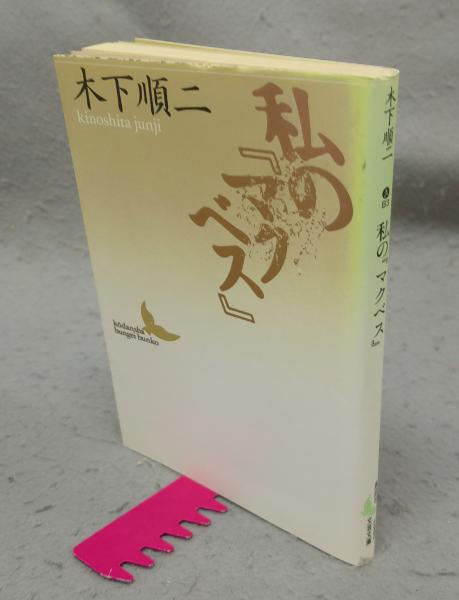 木下順二
kinoshita junji
私の
『マクベス』
kōdansha
bungei bunko
木下順二
私の『マクベス』